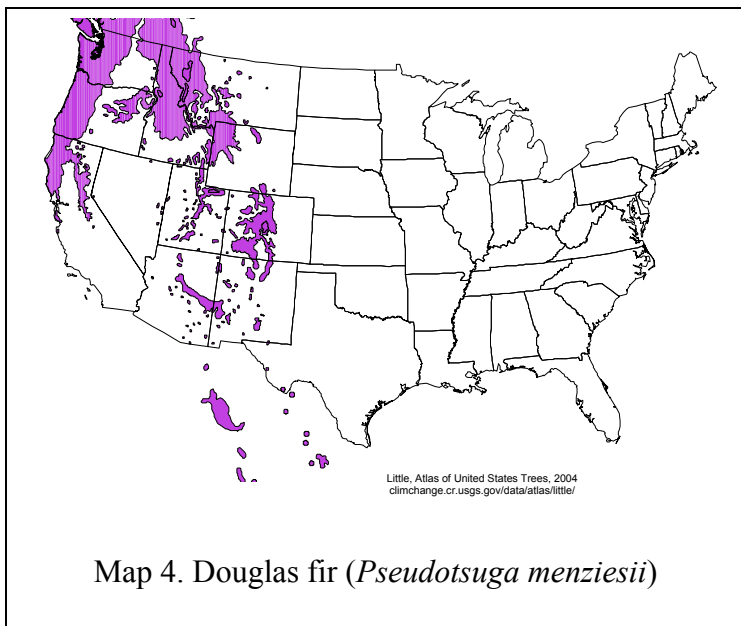 Little, Atlas of United States Trees, 2004
climchange.cr.usgs.gov/data/atlas/little/
Map 4. Douglas fir (Pseudotsuga menziesii)